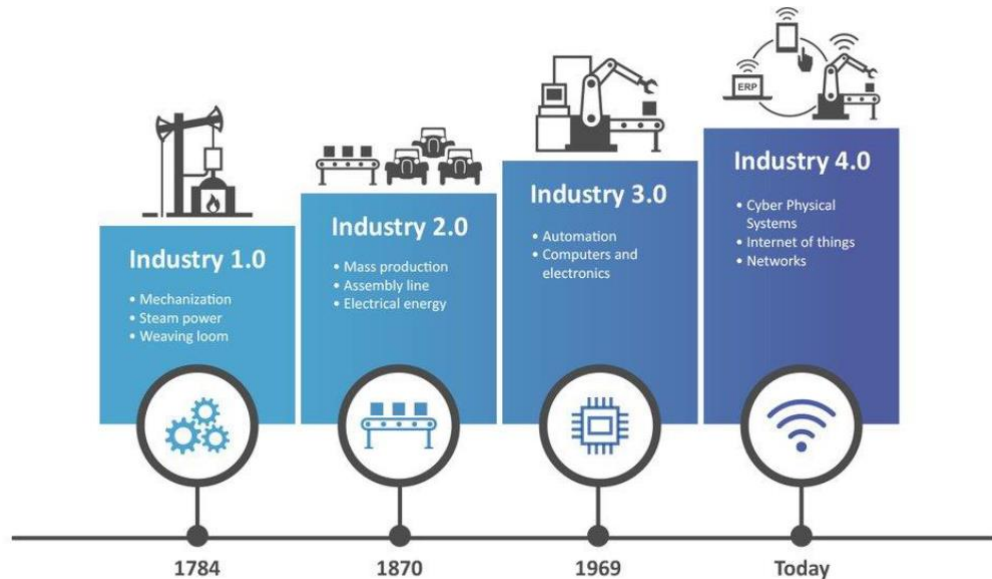 ERP
Industry 1.0
• Mechanization
• Steam power
• Weaving loom
Industry 2.0
• Mass production
• Assembly line
• Electrical energy
Industry 3.0
• Automation
• Computers and
electronics
Industry 4.0
• Cyber Physical
Systems
• Internet of things
• Networks
1784
1870
1969
Today